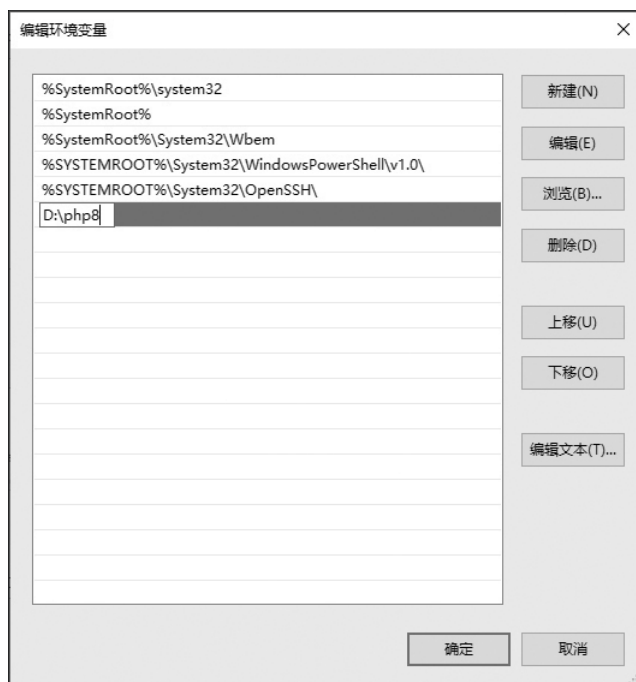 编辑环境变量
%SystemRoot%\system32
%SystemRoot%
%SystemRoot%\System32\Wbem
%SYSTEMROOT%\System32\WindowsPowerShell\v1.0\
%SYSTEMROOT%\System32\OpenSSH\
D:\php8
新建(N)
编辑(E)
浏览(B)...
删除(D)
上移(U)
下移(O)
编辑文本(T)...
确定
取消